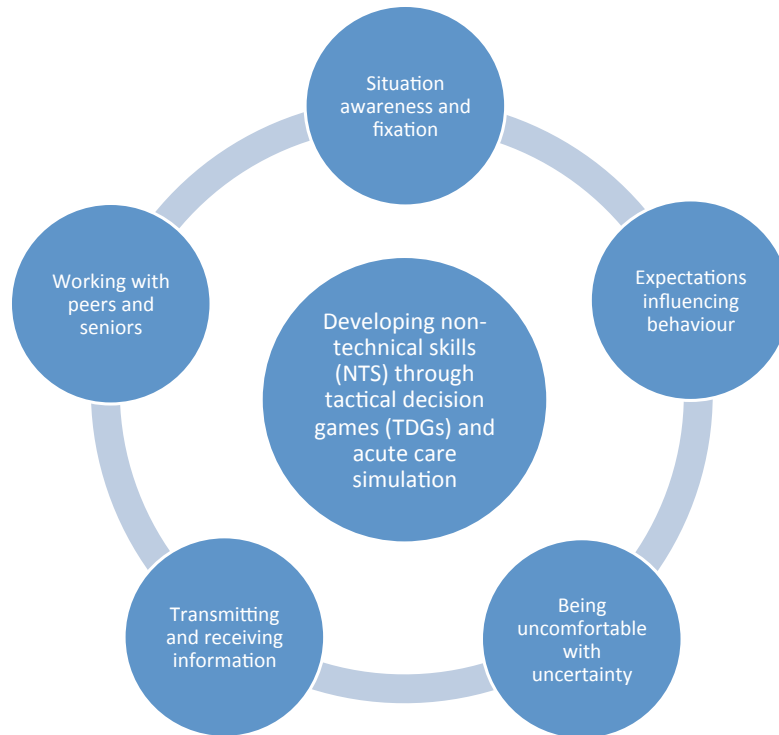 Situation
awareness and
fixation
Expectations
influencing
behaviour
Being
uncomfortable
with
uncertainty
Transmitting
and receiving
information
Working with
peers and
seniors
Developing non-
technical skills
(NTS) through
tactical decision
games (TDGs) and
acute care
simulation